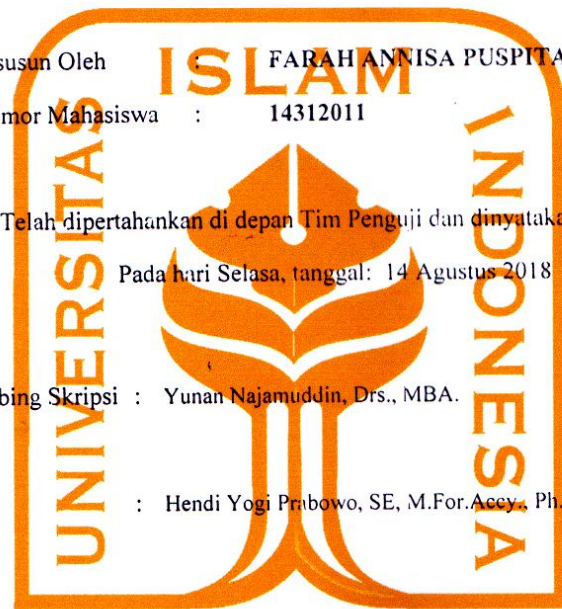 susun Oleh : FARAH ANNISA PUSPITA
mor Mahasiswa : 14312011
Telah dipertahankan di depan Tim Penguji dan dinyataka
Pada hari Selasa, tanggal: 14 Agustus 2018
bing Skripsi : Yunan Najamuddin, Drs., MBA.
: Hendi Yogi Prabowo, SE, M.For.Accy., Ph.
UNIVERSITAS
ISLAM
INDONESIA